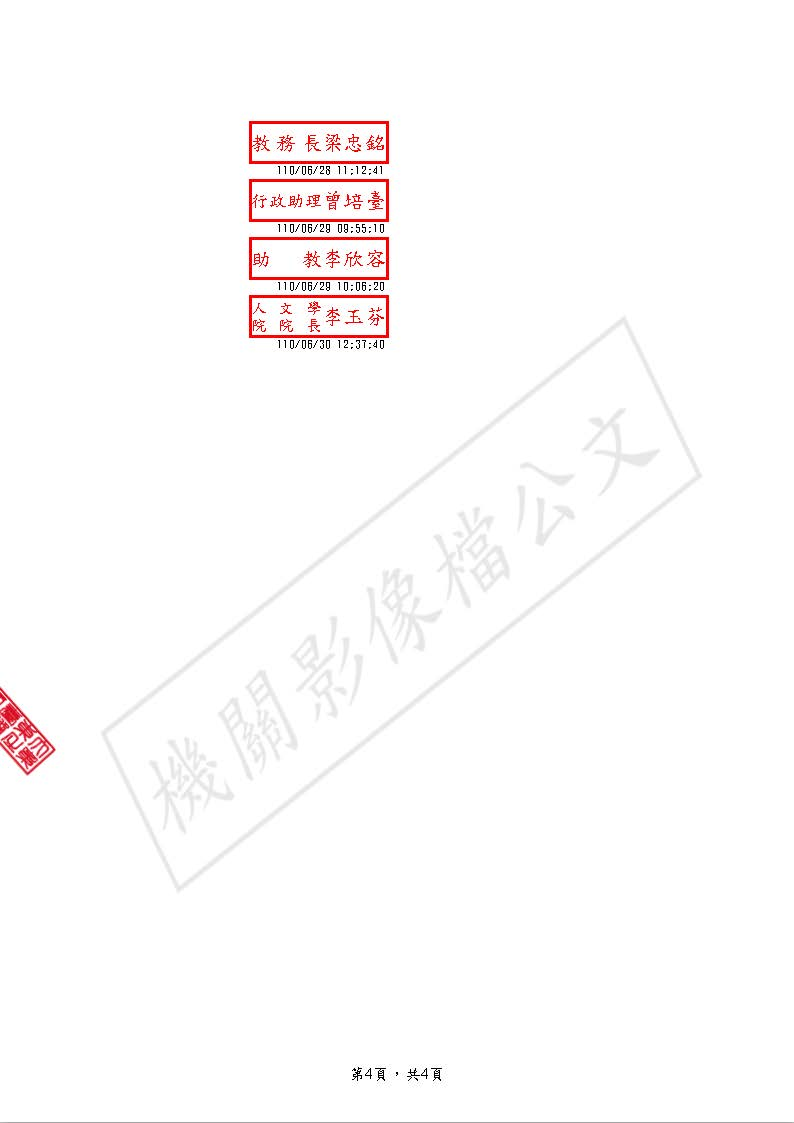 教務長梁忠銘
110/06/28 11:12:41
行政助理曾培臺
110/06/29 09:55:10
助　教李欣容
110/06/29 10:06:20
人文學院院長李玉芬
110/06/30 12:37:40
機關影像檔公文
第4頁，共4頁